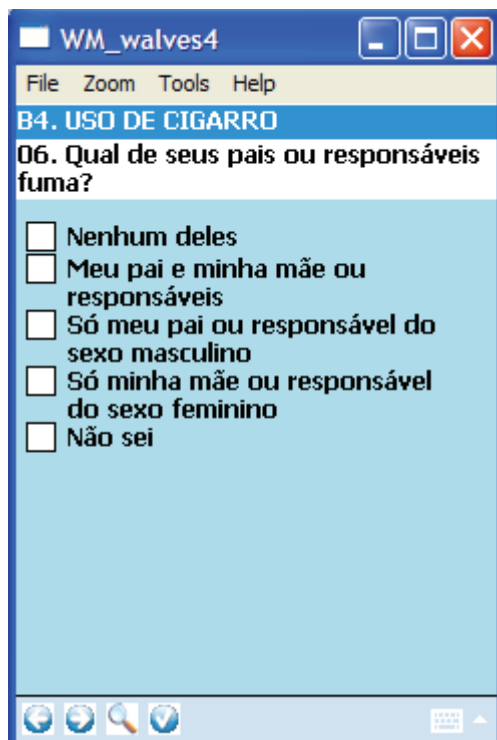 WM_walves4
File Zoom Tools Help
B4. USO DE CIGARRO
06. Qual de seus pais ou responsáveis
fuma?
Nenhum deles
Meu pai e minha mãe ou
responsáveis
Só meu pai ou responsável do
sexo masculino
Só minha mãe ou responsável
do sexo feminino
Não sei